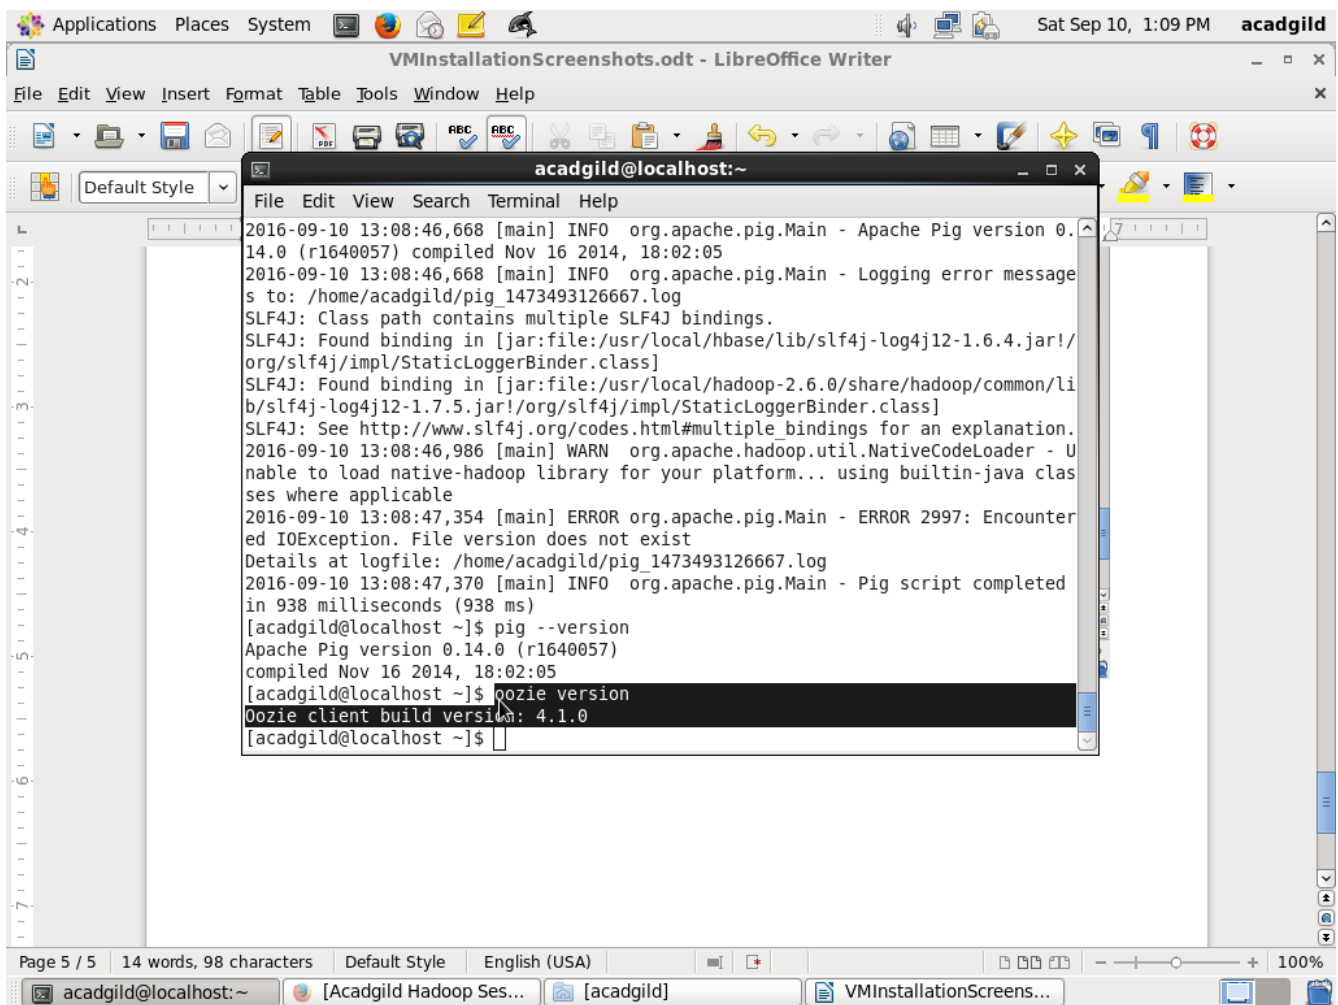 Applications Places System Sat Sep 10, 1:09 PM acadgild
VMInstallationScreenshots.odt - LibreOffice Writer
File Edit View Insert Format Table Tools Window Help
PDF ABC ABC
Default Style
acadgild@localhost:~
File Edit View Search Terminal Help
2016-09-10 13:08:46,668 [main] INFO  org.apache.pig.Main - Apache Pig version 0.
14.0 (r1640057) compiled Nov 16 2014, 18:02:05
2016-09-10 13:08:46,668 [main] INFO  org.apache.pig.Main - Logging error message
s to: /home/acadgild/pig_1473493126667.log
SLF4J: Class path contains multiple SLF4J bindings.
SLF4J: Found binding in [jar:file:/usr/local/hbase/lib/slf4j-log4j12-1.6.4.jar!/
org/slf4j/impl/StaticLoggerBinder.class]
SLF4J: Found binding in [jar:file:/usr/local/hadoop-2.6.0/share/hadoop/common/li
b/slf4j-log4j12-1.7.5.jar!/org/slf4j/impl/StaticLoggerBinder.class]
SLF4J: See http://www.slf4j.org/codes.html#multiple_bindings for an explanation.
2016-09-10 13:08:46,986 [main] WARN  org.apache.hadoop.util.NativeCodeLoader - U
nable to load native-hadoop library for your platform... using builtin-java clas
ses where applicable
2016-09-10 13:08:47,354 [main] ERROR org.apache.pig.Main - ERROR 2997: Encounter
ed IOException. File version does not exist
Details at logfile: /home/acadgild/pig_1473493126667.log
2016-09-10 13:08:47,370 [main] INFO  org.apache.pig.Main - Pig script completed
in 938 milliseconds (938 ms)
[acadgild@localhost ~]$ pig --version
Apache Pig version 0.14.0 (r1640057)
compiled Nov 16 2014, 18:02:05
[acadgild@localhost ~]$ oozie version
Oozie client build version: 4.1.0
[acadgild@localhost ~]$
7
2
3
4
5
6
7
Page 5 / 5 14 words, 98 characters Default Style English (USA) 100%
acadgild@localhost:~ [Acadgild Hadoop Ses... [acadgild] VMInstallationScreens...